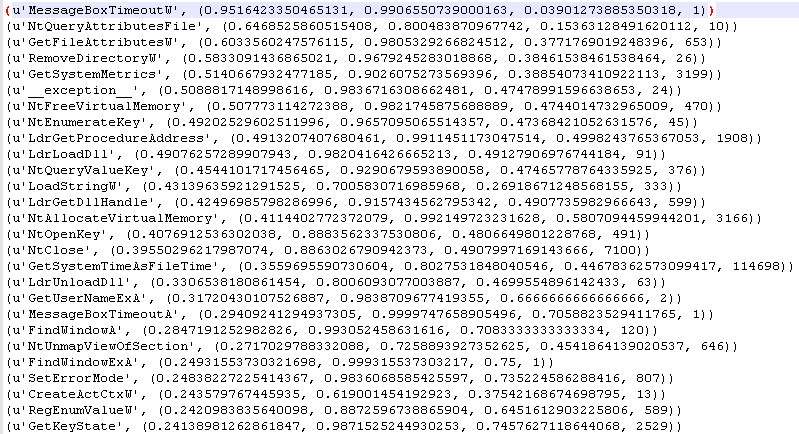 (u'MessageBoxTimeoutW', (0.9516423350465131, 0.9906550739000163, 0.03901273885350318, 1))
(u'NtQueryAttributesFile', (0.6468525860515408, 0.800483870967742, 0.15363128491620112, 10))
(u'GetFileAttributesW', (0.6033560247576115, 0.9805329266824512, 0.3771769019248396, 653))
(u'RemoveDirectoryW', (0.5833091436865021, 0.9679245283018868, 0.38461538461538464, 26))
(u'GetSystemMetrics', (0.5140667932477185, 0.9026075273569396, 0.38854073410922113, 3199))
(u'__exception__', (0.5088817148998616, 0.9836716308662481, 0.47478991596638653, 24))
(u'NtFreeVirtualMemory', (0.507773114272388, 0.9821745875688889, 0.4744014732965009, 470))
(u'NtEnumerateKey', (0.49202529602511996, 0.9657095065514357, 0.47368421052631576, 45))
(u'LdrGetProcedureAddress', (0.4913207407680461, 0.9911451173047514, 0.4998243765367053, 1908))
(u'LdrLoadDll', (0.49076257289907943, 0.9820416426665213, 0.49127906976744184, 91))
(u'NtQueryValueKey', (0.45441017174564​65, 0.9290679593890058, 0.47465778764335925, 376))
(u'LoadStringW', (0.43139635921291525, 0.7005830716985968, 0.26918671248568155, 333))
(u'LdrGetDllHandle', (0.42496985798286996, 0.9157434562795342, 0.4907735982966643, 599))
(u'NtAllocateVirtualMemory', (0.4114402772372079, 0.992149723231628, 0.5807094459944201, 3166))
(u'NtOpenKey', (0.4076912536302038, 0.8883562337530806, 0.4806649801228768, 491))
(u'NtClose', (0.39550296217987074, 0.8863026790942373, 0.4907997169143666, 7100))
(u'GetSystemTimeAsFileTime', (0.3559695590730604, 0.8027531848040546, 0.44678362573099417, 114698))
(u'LdrUnloadDll', (0.3306538180861454, 0.8006093077003887, 0.4699554896142433, 63))
(u'GetUserNameExA', (0.31720430107526887, 0.9838709677419355, 0.6666666666666666, 2))
(u'MessageBoxTimeoutA', (0.29409241294937305, 0.9999747658905496, 0.7058823529411765, 1))
(u'FindWindowA', (0.2847191252982826, 0.993052458631616, 0.7083333333333334, 120))
(u'NtUnmapViewOfSection', (0.2717029788332088, 0.7258893927352625, 0.4541864139020537, 646))
(u'FindWindowExA', (0.24931553730321698, 0.999315537303217, 0.75, 1))
(u'SetErrorMode', (0.24838227225414367, 0.9836068585425597, 0.735224586288416, 807))
(u'CreateActCtxW', (0.243579767445935, 0.619001454192923, 0.37542168674698795, 13))
(u'RegEnumValueW', (0.2420983835640098, 0.8872596738865904, 0.6451612903225806, 589))
(u'GetKeyState', (0.24138981262861847, 0.9871525244930253, 0.7457627118644068, 2529))